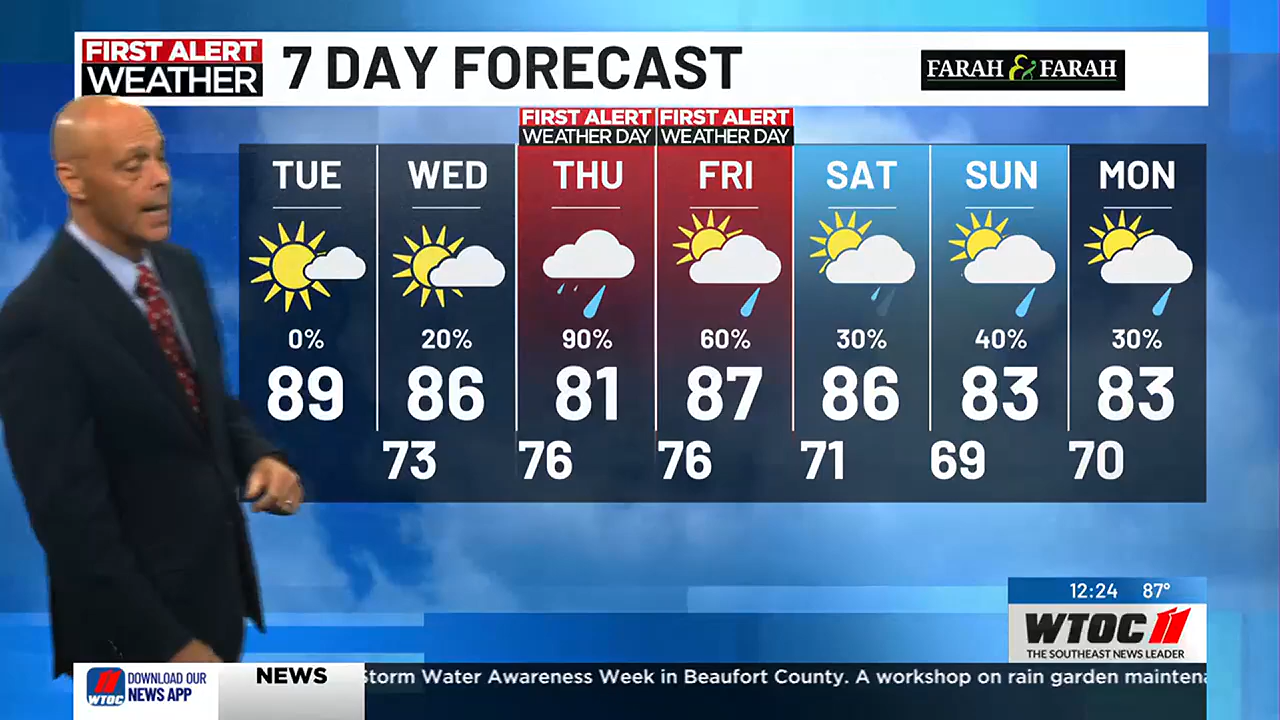 FIRST ALERT
WEATHER
7 DAY FORECAST
FARAH & FARAH
FIRST ALERT
WEATHER DAY
FIRST ALERT
WEATHER DAY
TUE WED THU FRI SAT SUN MON
0% 20% 90% 60% 30% 40% 30%
89 86 81 87 86 83 83
73 76 76 71 69 70
12:24 87°
WTOC 11
THE SOUTHEAST NEWS LEADER
11
WTOC
DOWNLOAD OUR
NEWS APP
NEWS
Storm Water Awareness Week in Beaufort County. A workshop on rain garden maintena